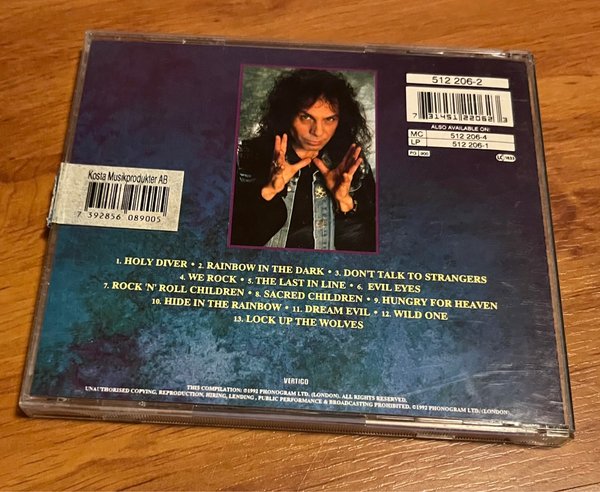 512 206-2
7 31451 22062 3
ALSO AVAILABLE ON:
MC 512 206-4
LP 512 206-1
Kosta Musikprodukter AB
7 392856 089005
1. HOLY DIVER • 2. RAINBOW IN THE DARK • 3. DON'T TALK TO STRANGERS
4. WE ROCK • 5. THE LAST IN LINE • 6. EVIL EYES
7. ROCK 'N' ROLL CHILDREN • 8. SACRED CHILDREN • 9. HUNGRY FOR HEAVEN
10. HIDE IN THE RAINBOW • 11. DREAM EVIL • 12. WILD ONE
13. LOCK UP THE WOLVES
VERTIGO
THIS COMPILATION: ©1992 PHONOGRAM LTD. (LONDON). ALL RIGHTS RESERVED.
UNAUTHORISED COPYING, REPRODUCTION, HIRING, LENDING, PUBLIC PERFORMANCE & BROADCASTING PROHIBITED. ©1992 PHONOGRAM LTD. (LONDON)